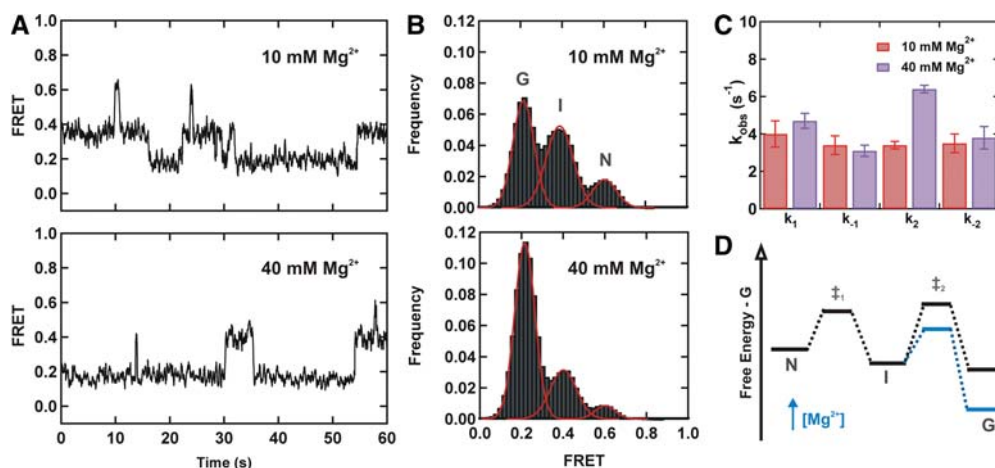 A
10 mM Mg²⁺
FRET
1.0
0.8
0.6
0.4
0.2
0.0
40 mM Mg²⁺
FRET
1.0
0.8
0.6
0.4
0.2
0.0
0 10 20 30 40 50 60
Time (s)
B
10 mM Mg²⁺
Frequency
0.12
0.10
0.08
0.06
0.04
0.02
0.00
G
I
N
40 mM Mg²⁺
Frequency
0.12
0.10
0.08
0.06
0.04
0.02
0.00
0.0 0.2 0.4 0.6 0.8 1.0
FRET
C
10 mM Mg²⁺
40 mM Mg²⁺
k_obs (s⁻¹)
8
6
4
2
0
k₁ k₋₁ k₂ k₋₂
D
Free Energy - G
‡₁ ‡₂
N
I
G
[Mg²⁺]